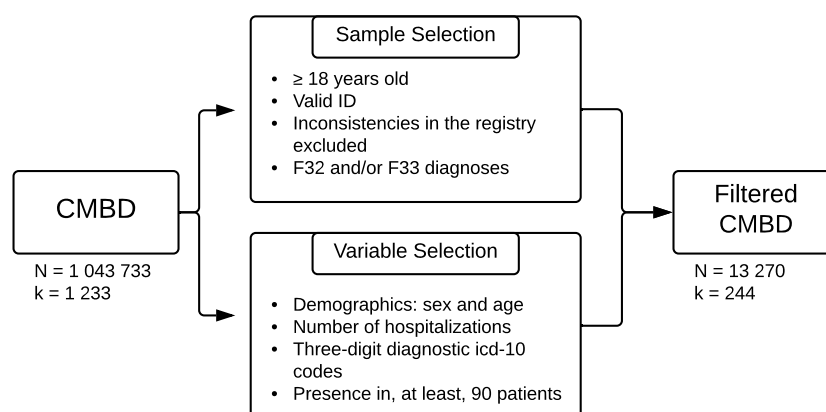 Sample Selection
• ≥ 18 years old
• Valid ID
• Inconsistencies in the registry
excluded
• F32 and/or F33 diagnoses
CMBD
N = 1 043 733
k = 1 233
Variable Selection
• Demographics: sex and age
• Number of hospitalizations
• Three-digit diagnostic icd-10
codes
• Presence in, at least, 90 patients
Filtered
CMBD
N = 13 270
k = 244